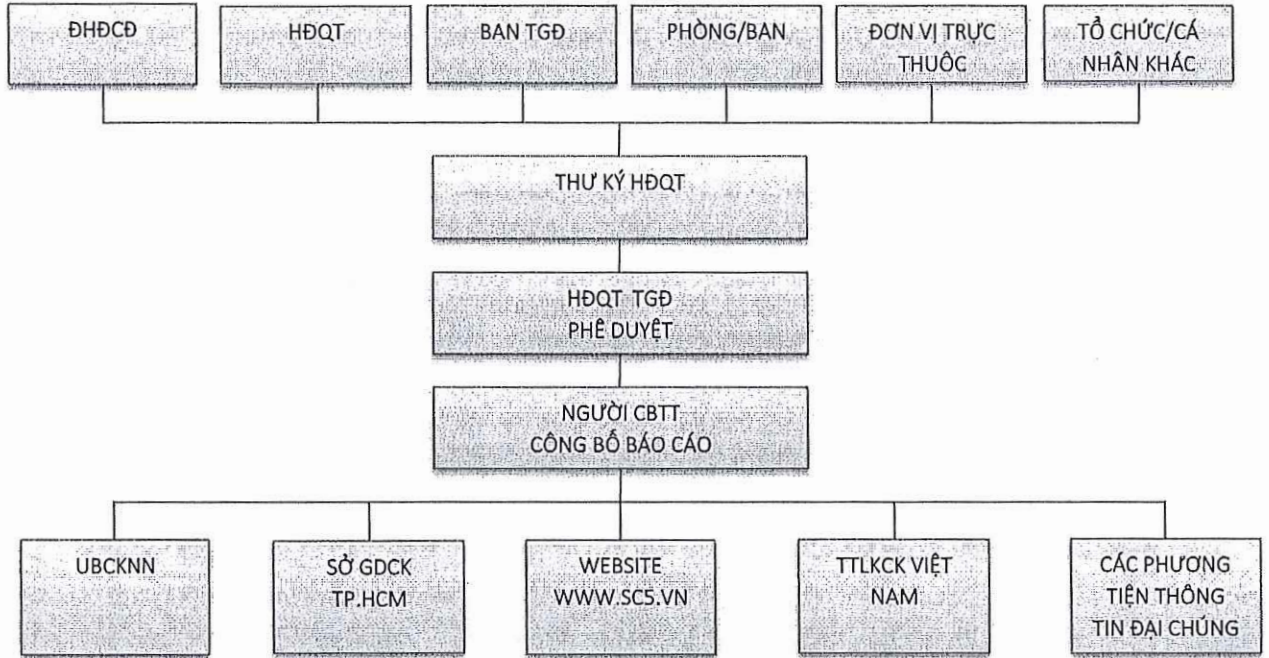 ĐHĐCĐ
HĐQT
BAN TGĐ
PHÒNG/BAN
ĐƠN VỊ TRỰC
THUÔC
TỔ CHỨC/CÁ
NHÂN KHÁC
THƯ KÝ HĐQT
HĐQT TGĐ
PHÊ DUYỆT
NGƯỜI CBTT
CÔNG BỐ BÁO CÁO
UBCKNN
SỞ GDCK
TP.HCM
WEBSITE
WWW.SC5.VN
TTLKCK VIỆT
NAM
CÁC PHƯƠNG
TIỆN THÔNG
TIN ĐẠI CHÚNG